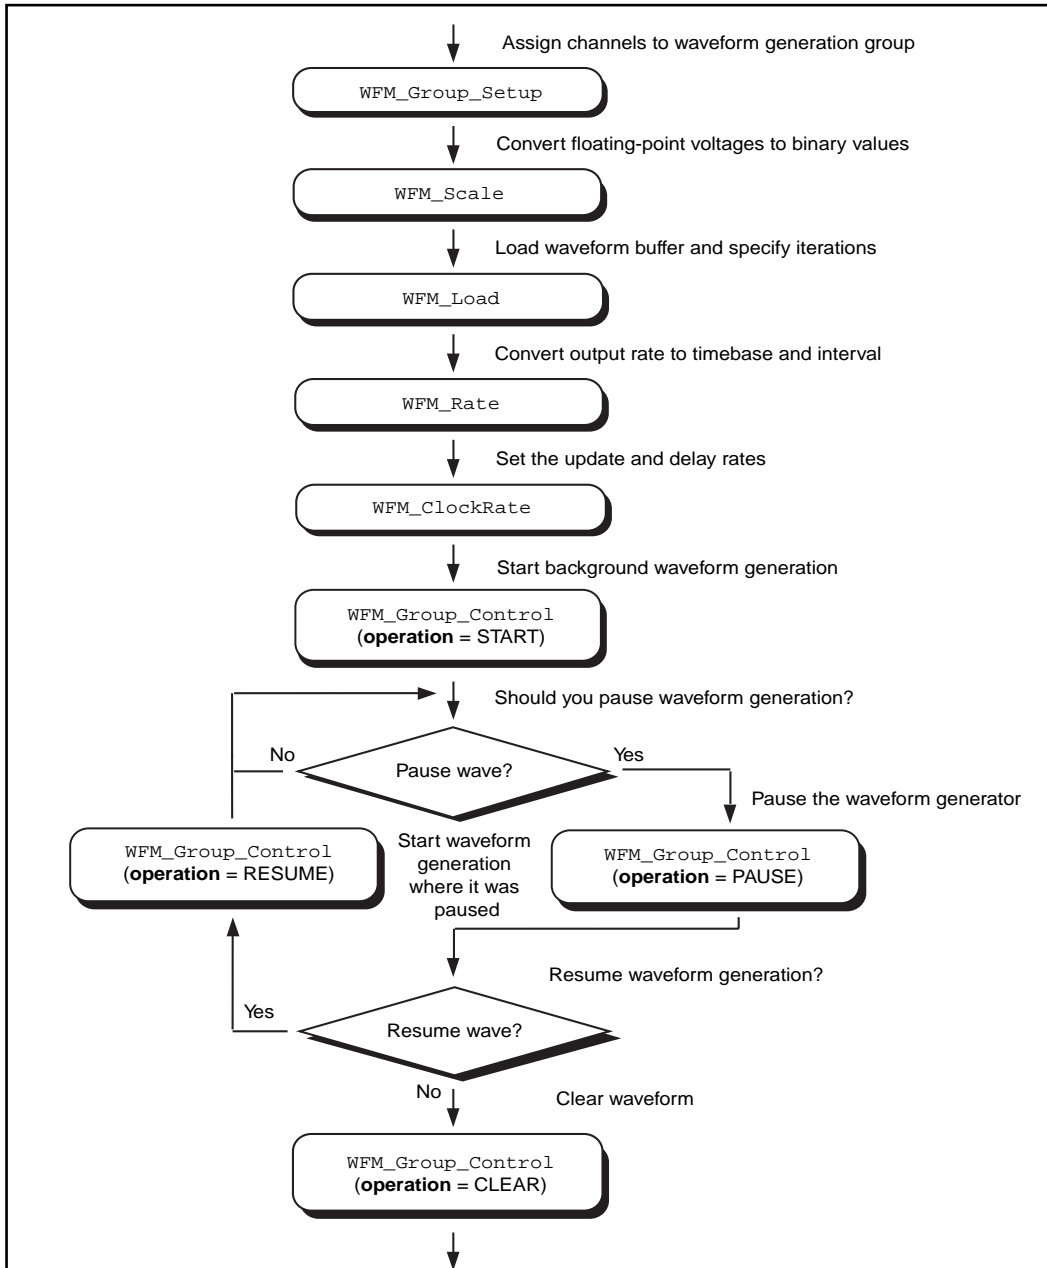 Assign channels to waveform generation group
WFM_Group_Setup
Convert floating-point voltages to binary values
WFM_Scale
Load waveform buffer and specify iterations
WFM_Load
Convert output rate to timebase and interval
WFM_Rate
Set the update and delay rates
WFM_ClockRate
Start background waveform generation
WFM_Group_Control
(operation = START)
Should you pause waveform generation?
No
Pause wave?
Yes
Pause the waveform generator
WFM_Group_Control
(operation = RESUME)
Start waveform
generation
where it was
paused
WFM_Group_Control
(operation = PAUSE)
Resume waveform generation?
Yes
Resume wave?
No
Clear waveform
WFM_Group_Control
(operation = CLEAR)